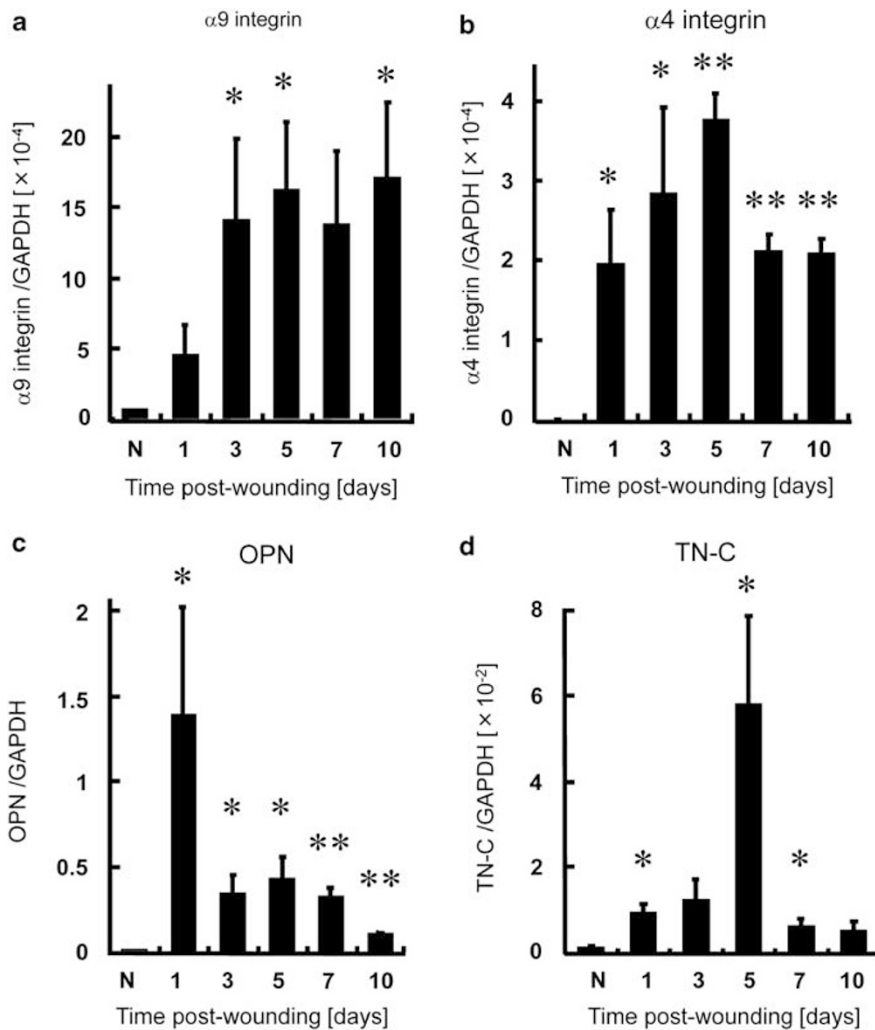 a
α9 integrin
α9 integrin /GAPDH [ × 10⁻⁴]
20
15
10
5
0
*
*
*
N 1 3 5 7 10
Time post-wounding [days]
b
α4 integrin
α4 integrin/GAPDH [ × 10⁻⁴]
4
3
2
1
0
*
*
**
**
**
N 1 3 5 7 10
Time post-wounding [days]
c
OPN
OPN /GAPDH
2
1.5
1
0.5
0
*
*
*
**
**
N 1 3 5 7 10
Time post-wounding [days]
d
TN-C
TN-C /GAPDH [ × 10⁻²]
8
6
4
2
0
*
*
*
N 1 3 5 7 10
Time post-wounding [days]